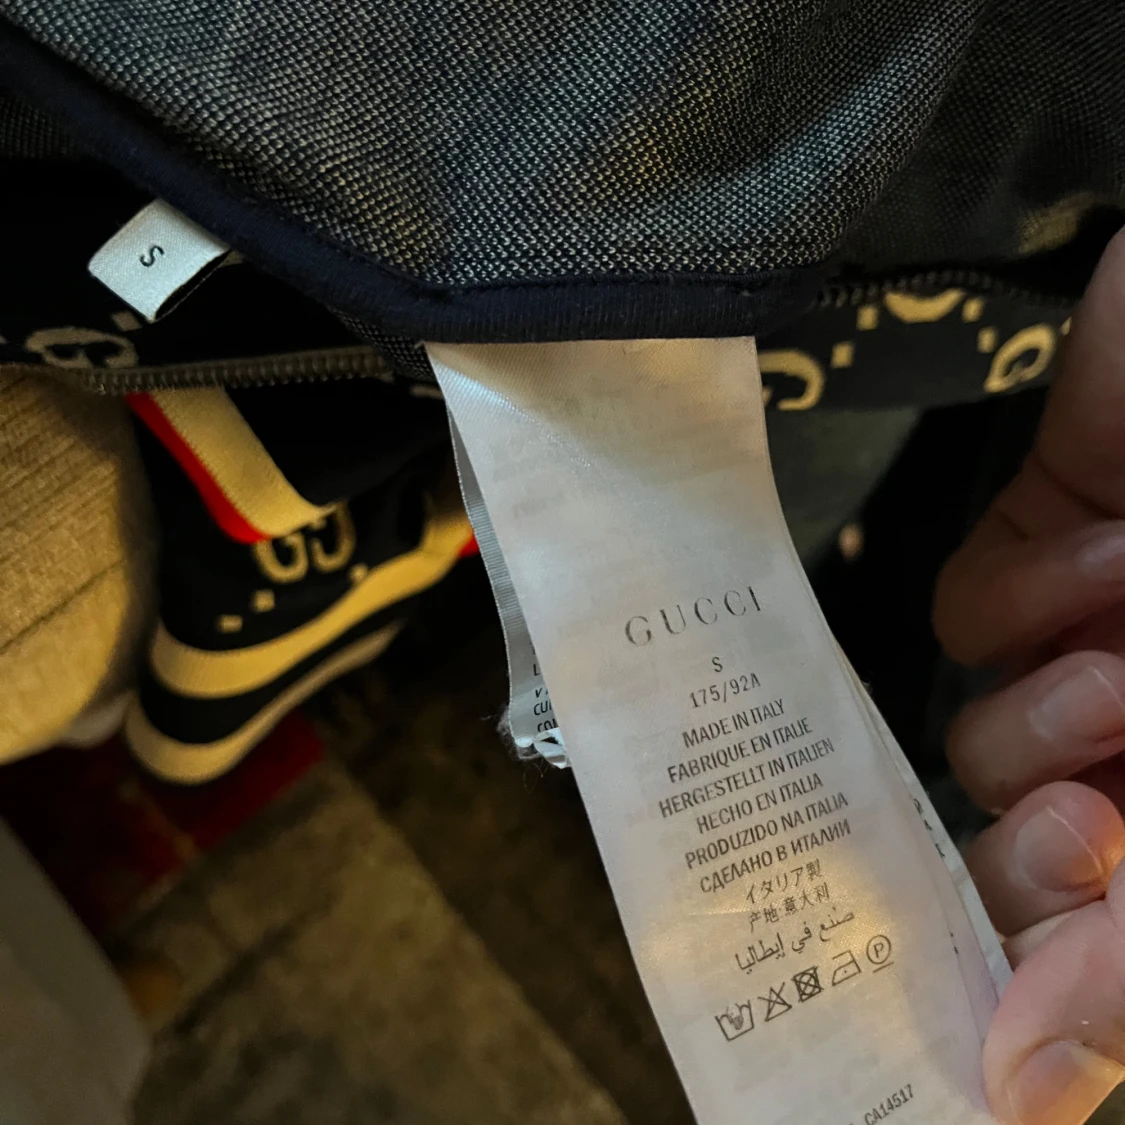 S
GUCCI
S
175/92A
MADE IN ITALY
FABRIQUE EN ITALIE
HERGESTELLT IN ITALIEN
HECHO EN ITALIA
PRODUZIDO NA ITALIA
СДЕЛАНО В ИТАЛИИ
イタリア製
产地:意大利
صنع في إيطاليا
P
CA14517